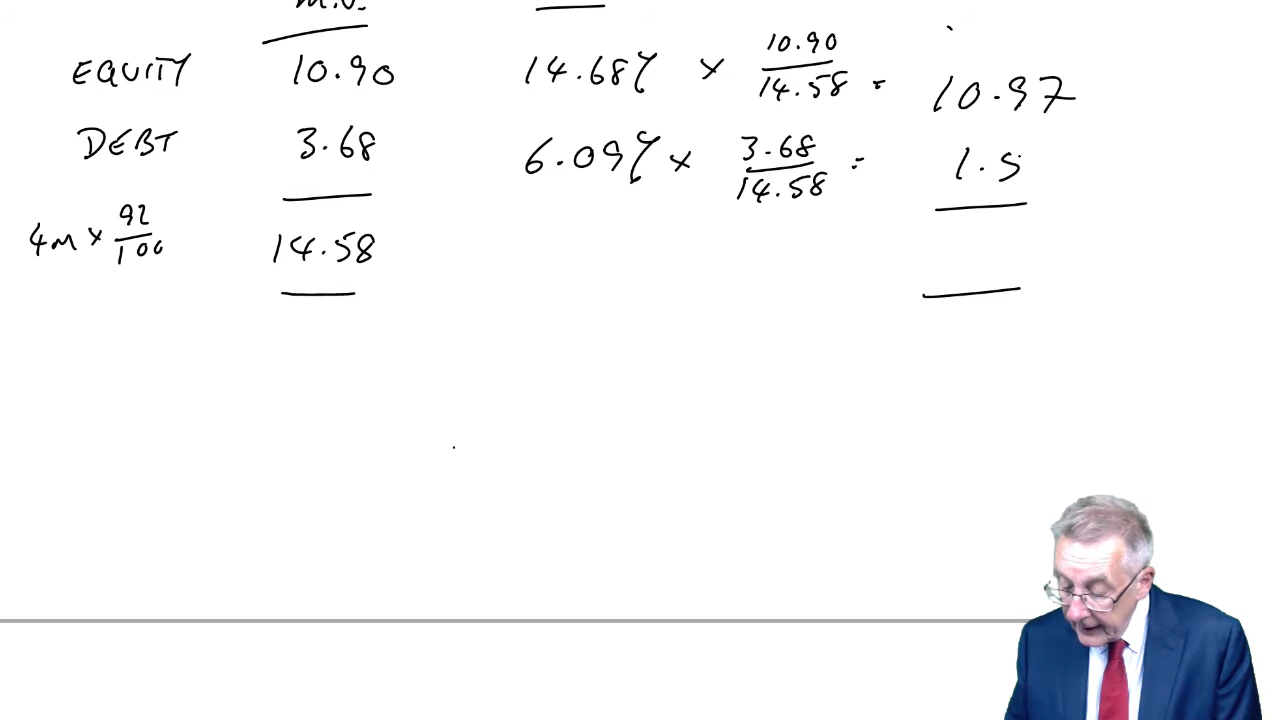 M.V.
EQUITY 10.90 14.68% × 10.90/14.58 = 10.97
DEBT 3.68 6.09% × 3.68/14.58 = 1.5
4m × 92/100 14.58